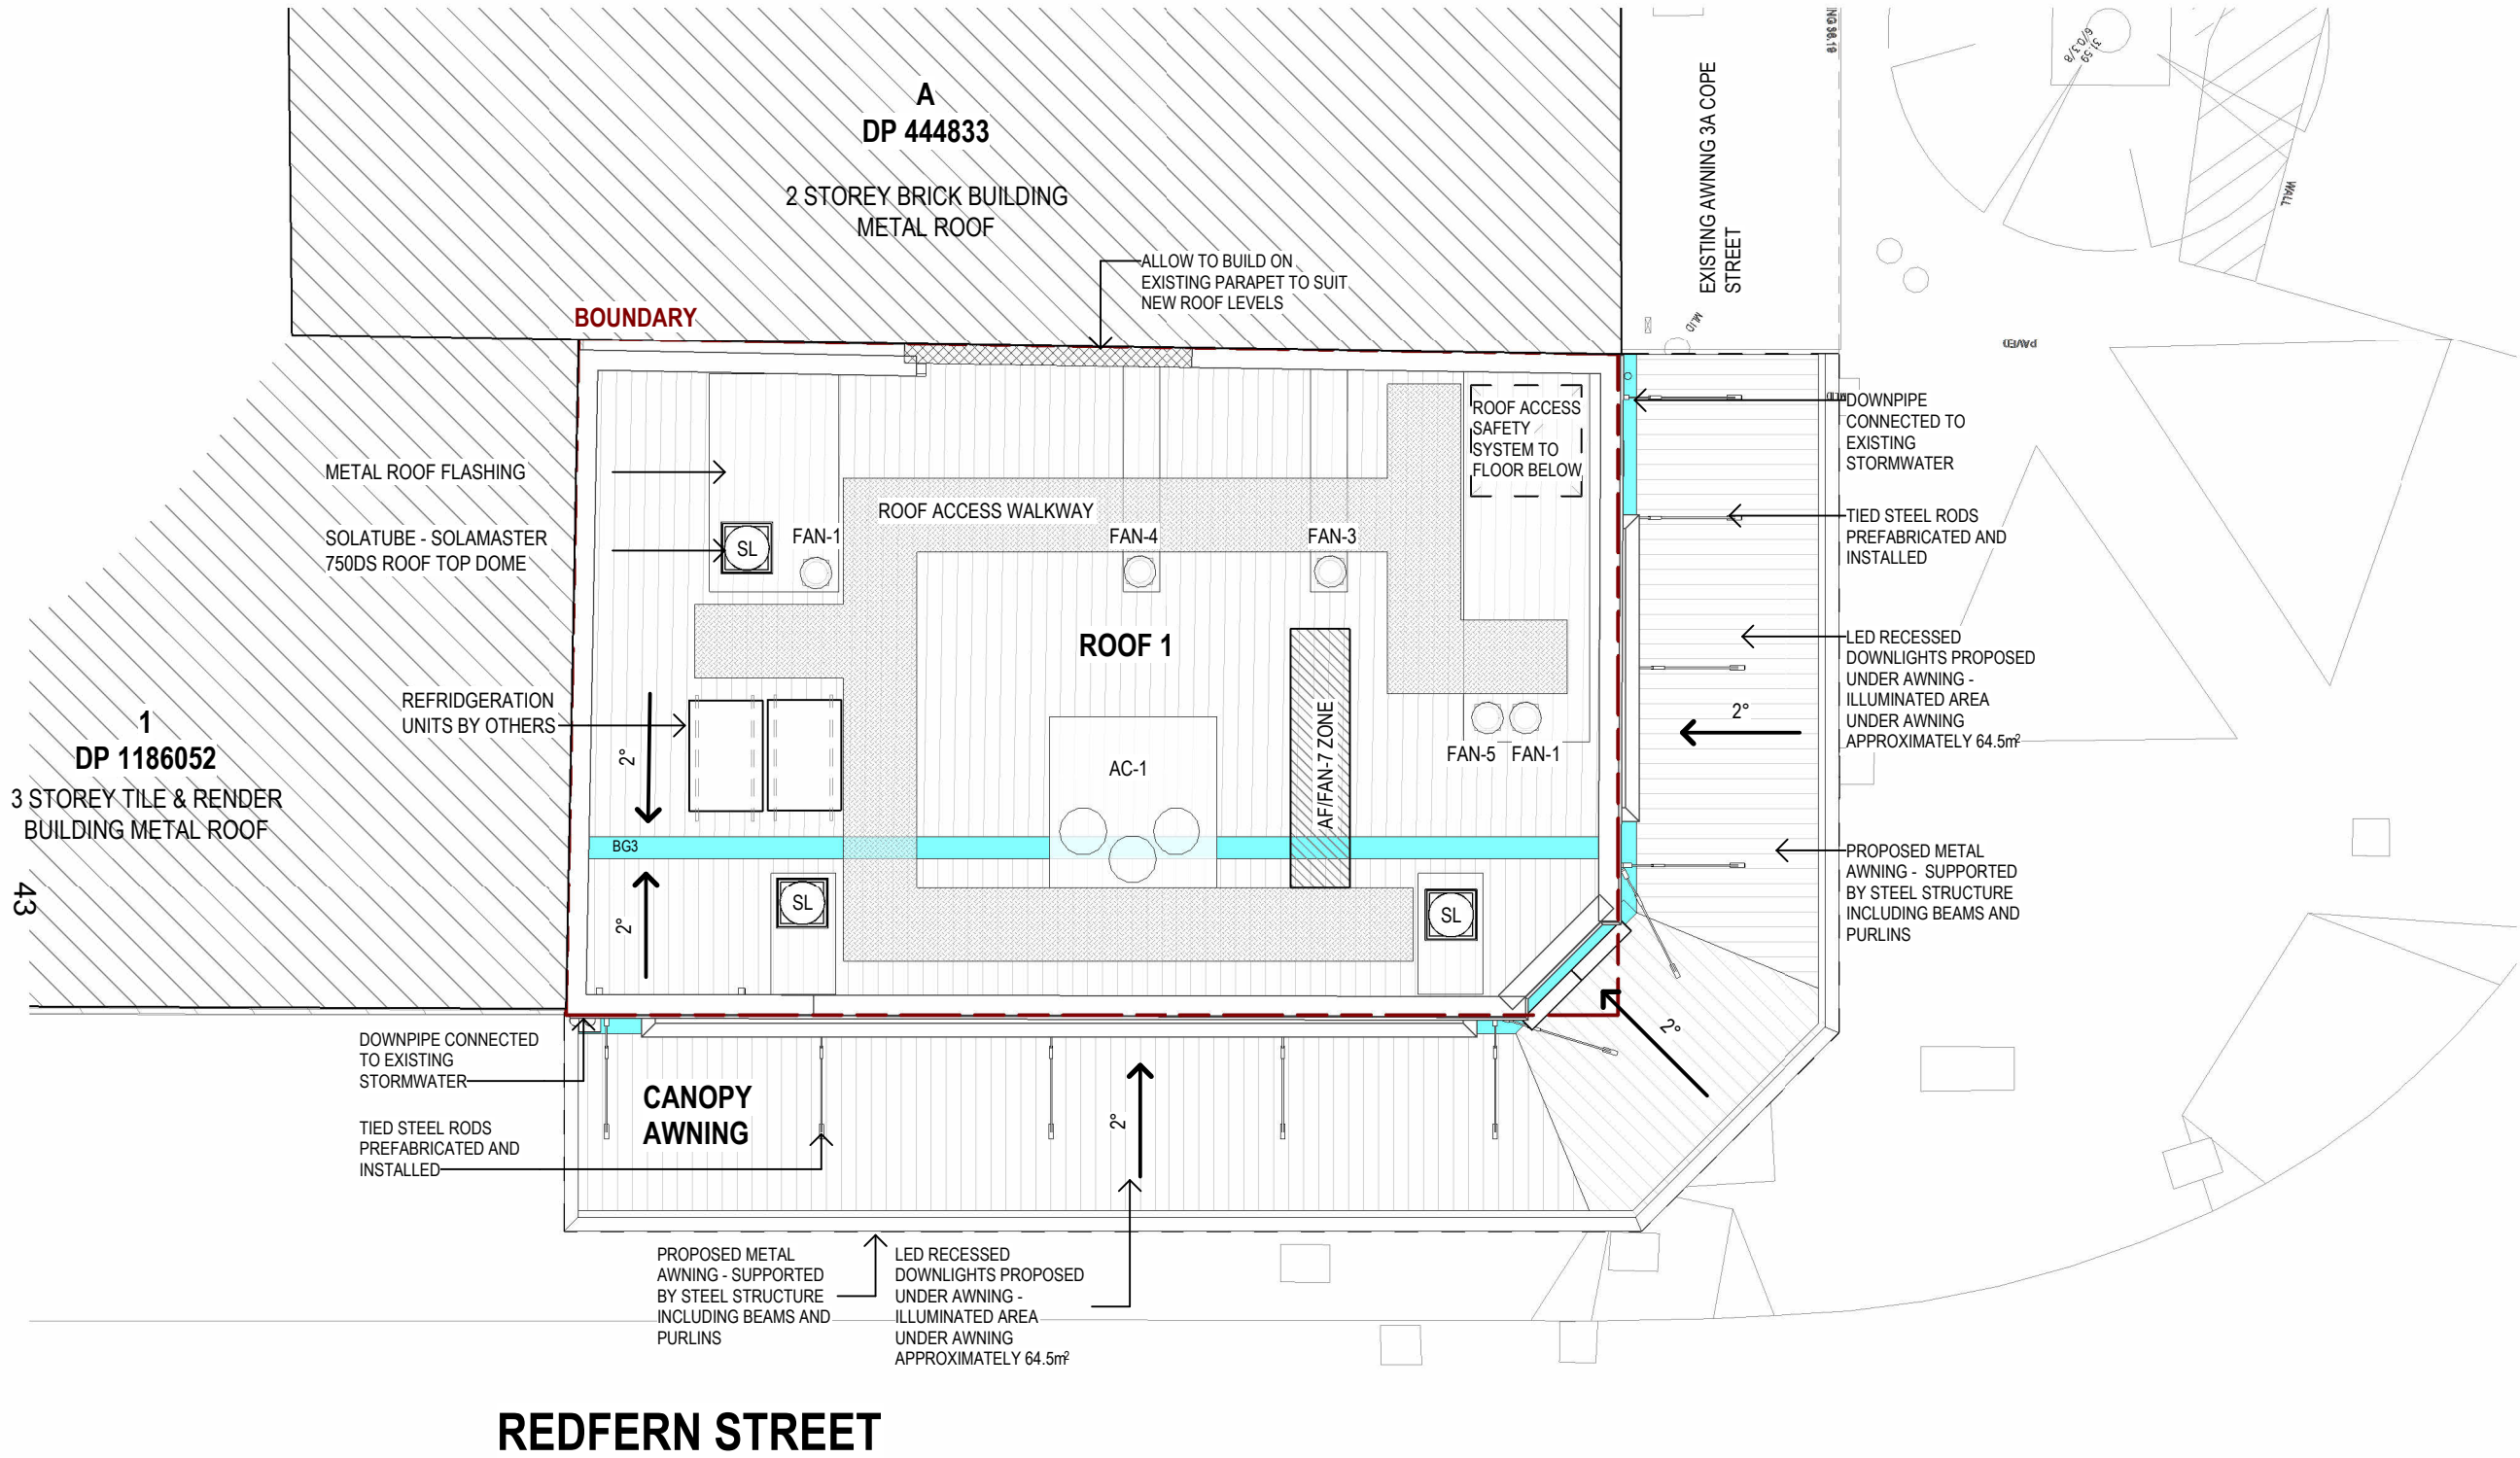 A
DP 444833
2 STOREY BRICK BUILDING
METAL ROOF
EXISTING AWNING 3A COPE
STREET
31.59
6/0.3/8
WALL
PAVED
ALLOW TO BUILD ON
EXISTING PARAPET TO SUIT
NEW ROOF LEVELS
BOUNDARY
METAL ROOF FLASHING
SOLATUBE - SOLAMASTER
750DS ROOF TOP DOME
REFRIDGERATION
UNITS BY OTHERS
1
DP 1186052
3 STOREY TILE & RENDER
BUILDING METAL ROOF
43
ROOF ACCESS
SAFETY
SYSTEM TO
FLOOR BELOW
ROOF ACCESS WALKWAY
SL
FAN-1
FAN-4
FAN-3
ROOF 1
AF/FAN-7 ZONE
AC-1
FAN-5
FAN-1
2°
BG3
2°
SL
SL
DOWNPIPE
CONNECTED TO
EXISTING
STORMWATER
TIED STEEL RODS
PREFABRICATED AND
INSTALLED
LED RECESSED
DOWNLIGHTS PROPOSED
UNDER AWNING -
ILLUMINATED AREA
UNDER AWNING
APPROXIMATELY 64.5m²
2°
PROPOSED METAL
AWNING - SUPPORTED
BY STEEL STRUCTURE
INCLUDING BEAMS AND
PURLINS
2°
DOWNPIPE CONNECTED
TO EXISTING
STORMWATER
TIED STEEL RODS
PREFABRICATED AND
INSTALLED
CANOPY
AWNING
2°
PROPOSED METAL
AWNING - SUPPORTED
BY STEEL STRUCTURE
INCLUDING BEAMS AND
PURLINS
LED RECESSED
DOWNLIGHTS PROPOSED
UNDER AWNING -
ILLUMINATED AREA
UNDER AWNING
APPROXIMATELY 64.5m²
REDFERN STREET